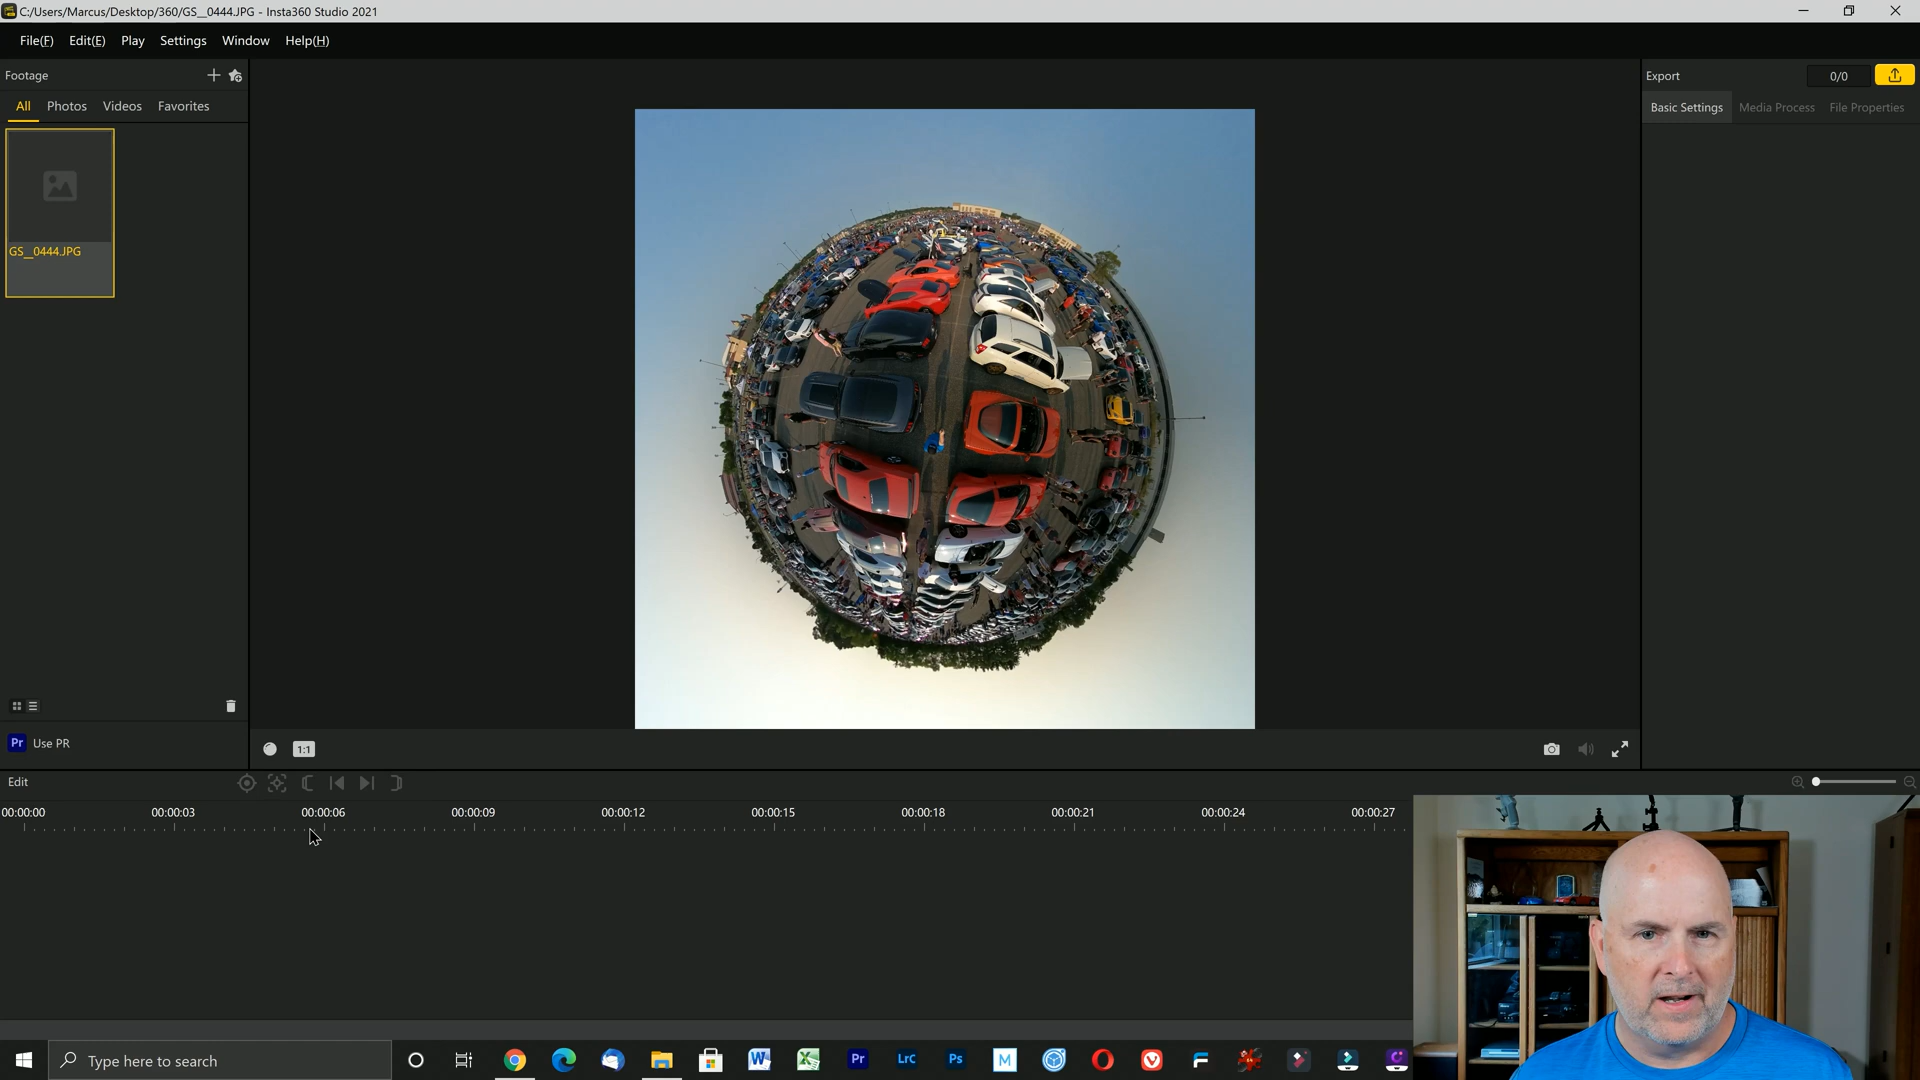 C:/Users/Marcus/Desktop/360/GS__0444.JPG - Insta360 Studio 2021
File(F) Edit(E) Play Settings Window Help(H)
Footage
All Photos Videos Favorites
GS__0444.JPG
Pr Use PR
1:1
Export 0/0
Basic Settings Media Process File Properties
Edit
00:00:00 00:00:03 00:00:06 00:00:09 00:00:12 00:00:15 00:00:18 00:00:21 00:00:24 00:00:27
Type here to search
W X Pr LrC Ps M